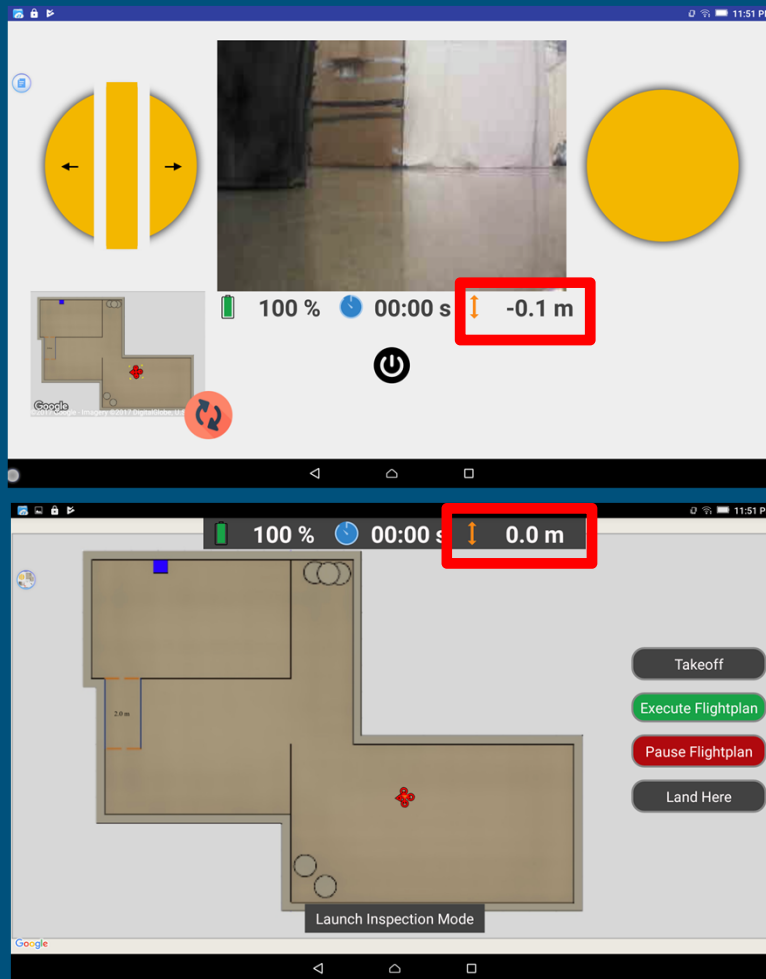 11:51 P
100 %
00:00 s
-0.1 m
Google
11:51 P
100 %
00:00 s
0.0 m
2.0 m
Takeoff
Execute Flightplan
Pause Flightplan
Land Here
Launch Inspection Mode
Google